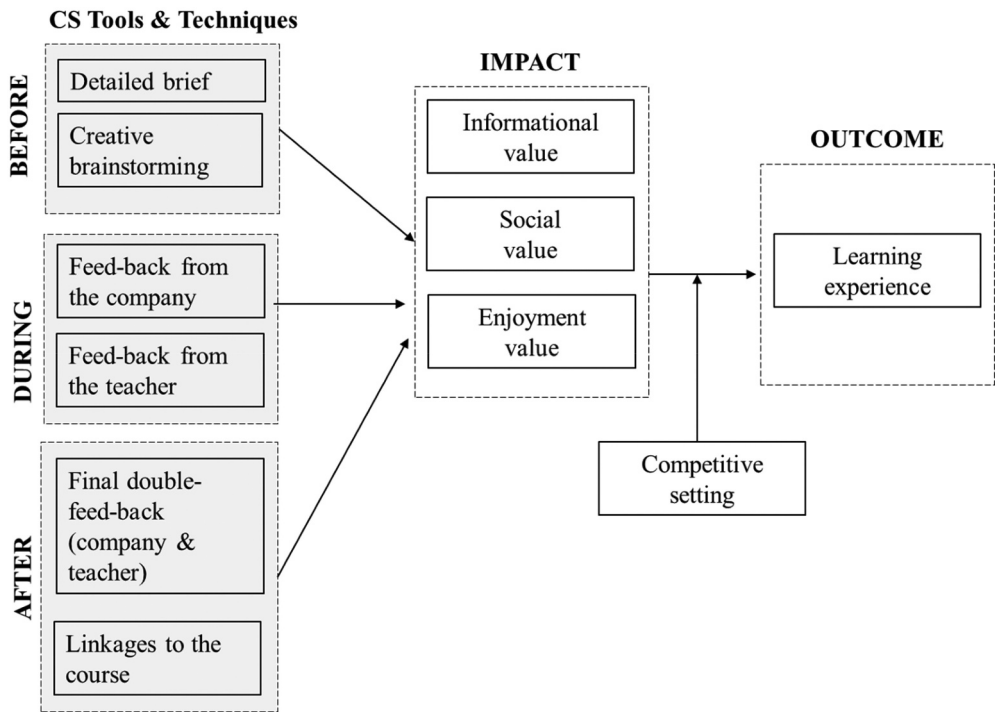 CS Tools & Techniques
BEFORE
Detailed brief
Creative
brainstorming
DURING
Feed-back from
the company
Feed-back from
the teacher
AFTER
Final double-
feed-back
(company &
teacher)
Linkages to the
course
IMPACT
Informational
value
Social
value
Enjoyment
value
Competitive
setting
OUTCOME
Learning
experience